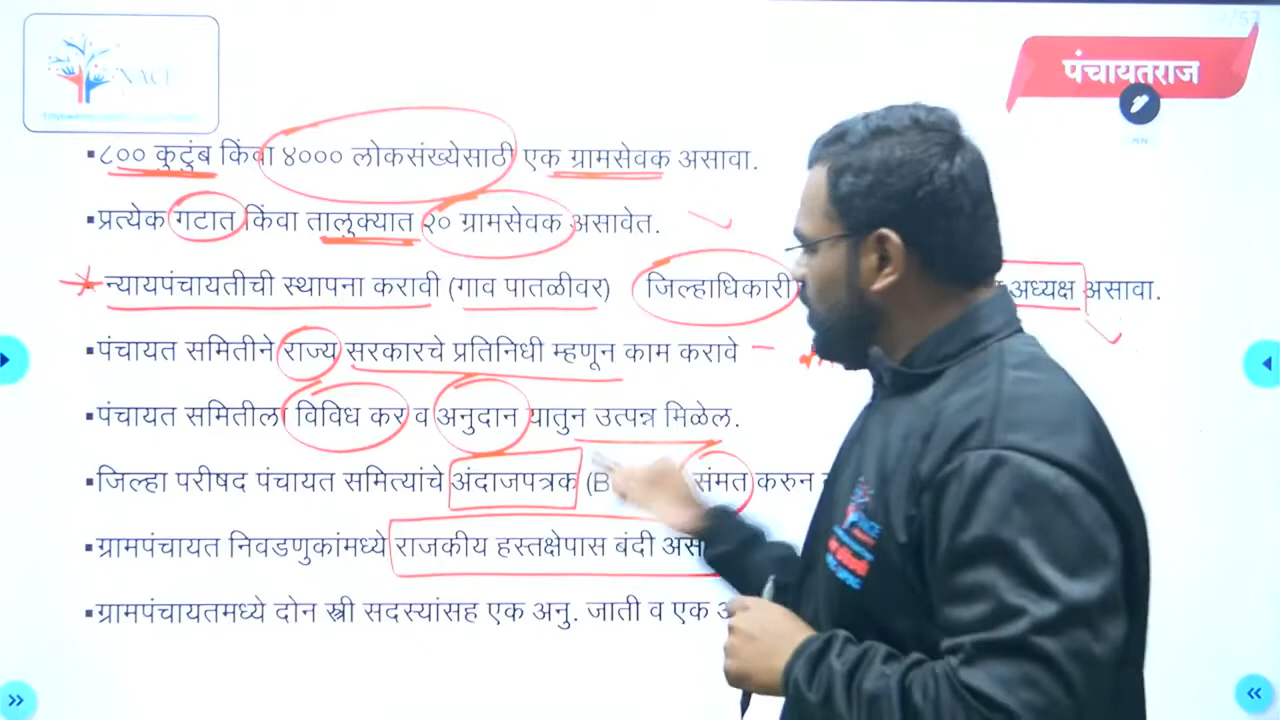 पंचायतराज
▪८०० कुटुंब किंवा ४००० लोकसंख्येसाठी एक ग्रामसेवक असावा.
▪प्रत्येक गटात किंवा तालुक्यात २० ग्रामसेवक असावेत.
न्यायपंचायतीची स्थापना करावी (गाव पातळीवर) जिल्हाधिकारी अध्यक्ष असावा.
▪पंचायत समितीने राज्य सरकारचे प्रतिनिधी म्हणून काम करावे
▪पंचायत समितीला विविध कर व अनुदान यातुन उत्पन्न मिळेल.
▪जिल्हा परीषद पंचायत समित्यांचे अंदाजपत्रक (B संमत करुन
▪ग्रामपंचायत निवडणुकांमध्ये राजकीय हस्तक्षेपास बंदी
▪ग्रामपंचायतमध्ये दोन स्त्री सदस्यांसह एक अनु. जाती व एक